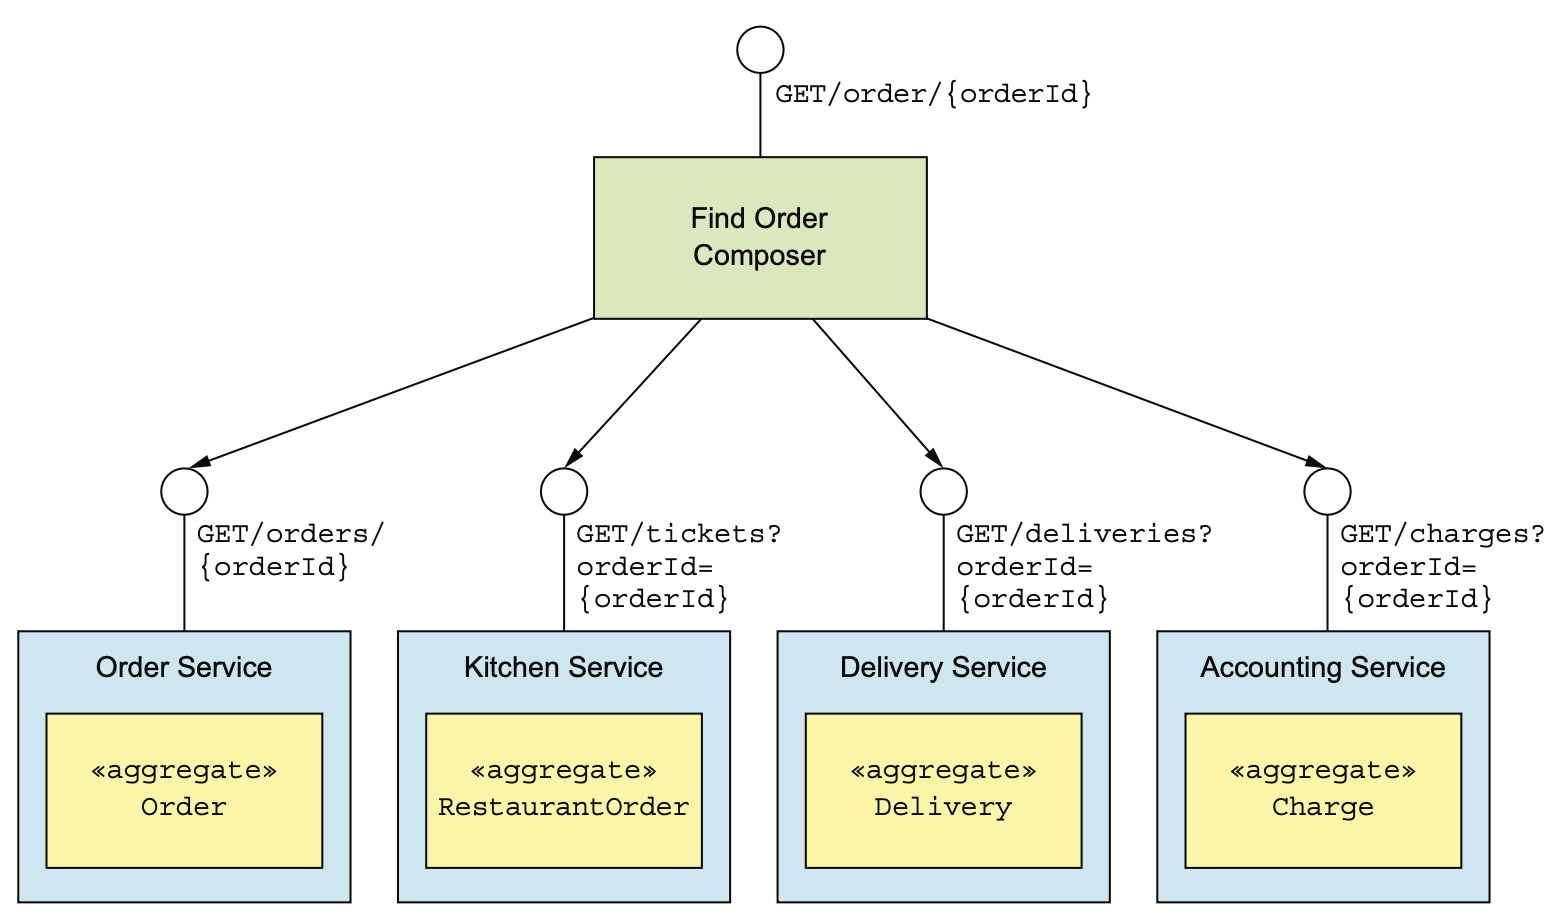 GET/order/{orderId}
Find Order
Composer
GET/orders/
{orderId}
GET/tickets?
orderId=
{orderId}
GET/deliveries?
orderId=
{orderId}
GET/charges?
orderId=
{orderId}
Order Service
«aggregate»
Order
Kitchen Service
«aggregate»
RestaurantOrder
Delivery Service
«aggregate»
Delivery
Accounting Service
«aggregate»
Charge